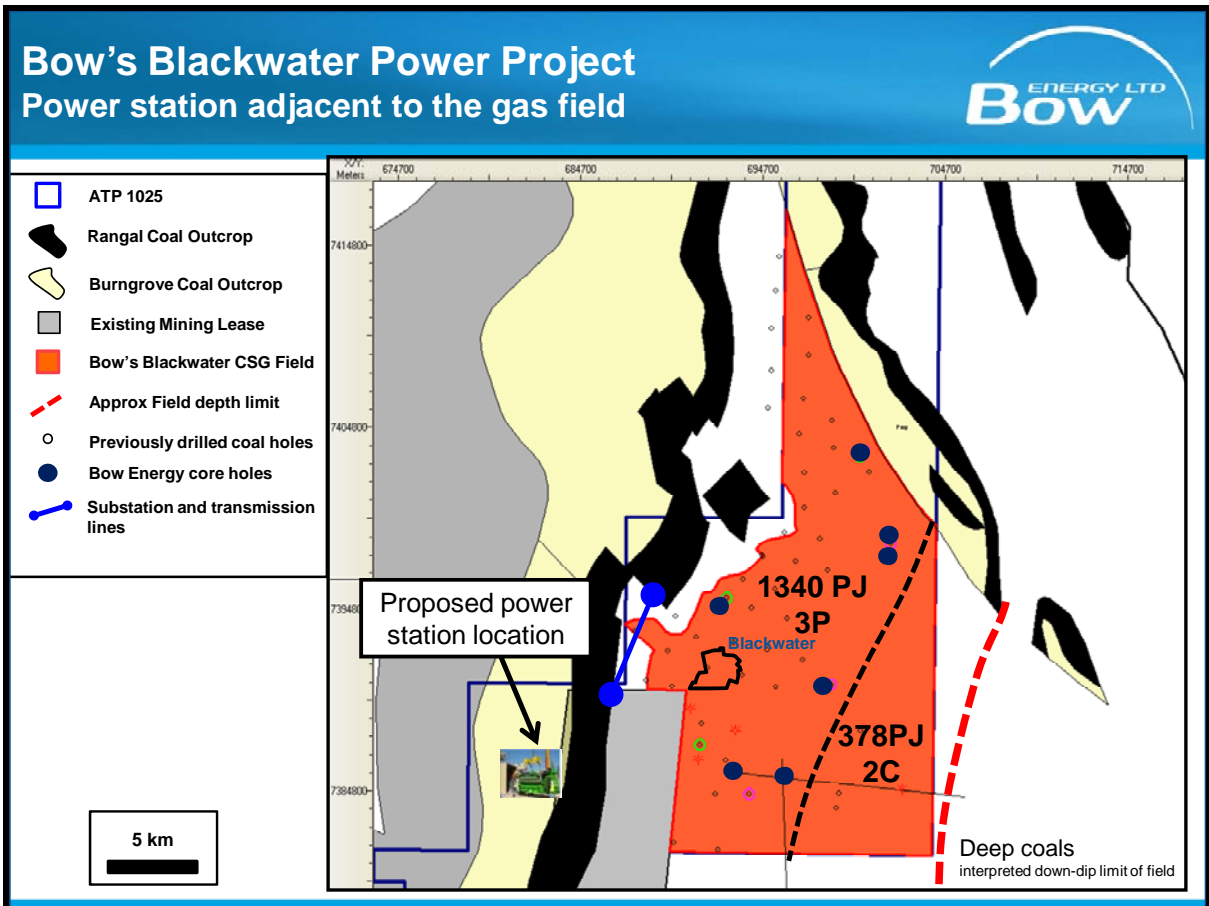 Bow's Blackwater Power Project
Power station adjacent to the gas field
ENERGY LTD
BOW
ATP 1025
Rangal Coal Outcrop
Burngrove Coal Outcrop
Existing Mining Lease
Bow's Blackwater CSG Field
Approx Field depth limit
Previously drilled coal holes
Bow Energy core holes
Substation and transmission
lines
5 km
X/Y:
Meters
674700
684700
694700
704700
714700
7414800
7404800
7394800
7384800
Proposed power
station location
1340 PJ
3P
Blackwater
378PJ
2C
Deep coals
interpreted down-dip limit of field